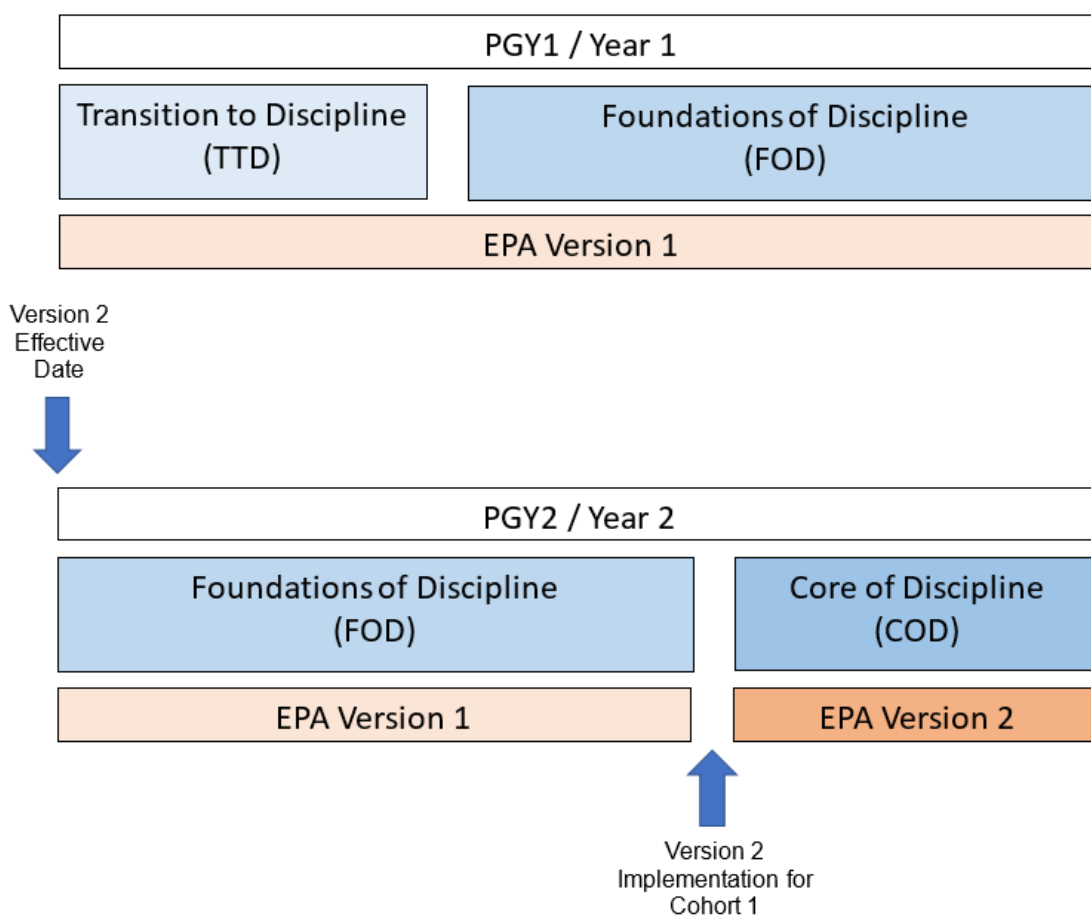 PGY1 / Year 1
Transition to Discipline
(TTD)
Foundations of Discipline
(FOD)
EPA Version 1
Version 2
Effective
Date
PGY2 / Year 2
Foundations of Discipline
(FOD)
Core of Discipline
(COD)
EPA Version 1
EPA Version 2
Version 2
Implementation for
Cohort 1